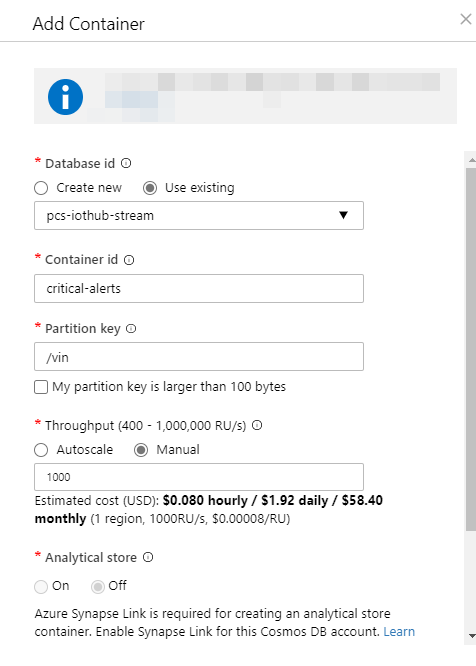 Add Container
* Database id
Create new Use existing
pcs-iothub-stream
* Container id
critical-alerts
* Partition key
/vin
My partition key is larger than 100 bytes
* Throughput (400 - 1,000,000 RU/s)
Autoscale Manual
1000
Estimated cost (USD): $0.080 hourly / $1.92 daily / $58.40
monthly (1 region, 1000RU/s, $0.00008/RU)
* Analytical store
On Off
Azure Synapse Link is required for creating an analytical store
container. Enable Synapse Link for this Cosmos DB account. Learn